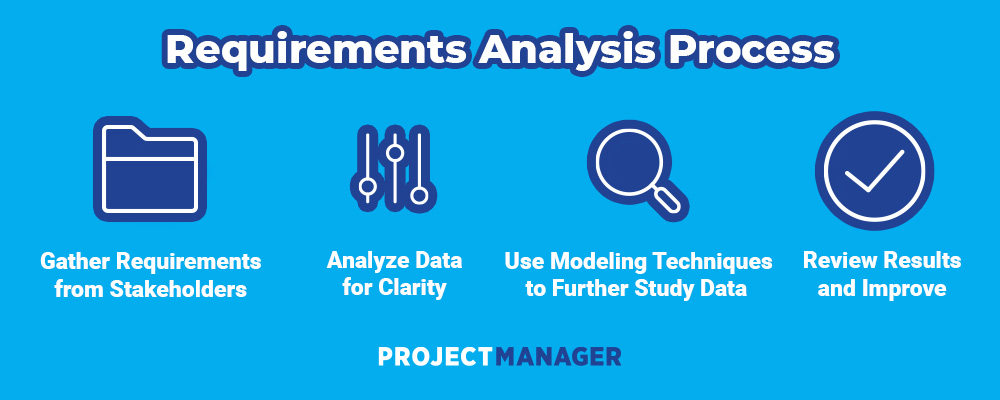 Requirements Analysis Process
Gather Requirements
from Stakeholders
Analyze Data
for Clarity
Use Modeling Techniques
to Further Study Data
Review Results
and Improve
PROJECTMANAGER